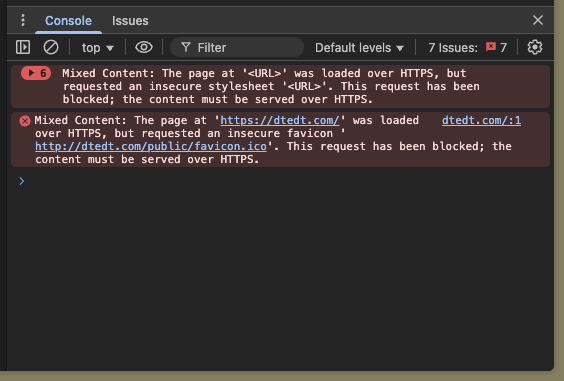 Console Issues
top Filter Default levels 7 Issues: 7
6 Mixed Content: The page at '<URL>' was loaded over HTTPS, but
requested an insecure stylesheet '<URL>'. This request has been
blocked; the content must be served over HTTPS.
Mixed Content: The page at 'https://dtedt.com/' was loaded dtedt.com/:1
over HTTPS, but requested an insecure favicon '
http://dtedt.com/public/favicon.ico'. This request has been blocked; the
content must be served over HTTPS.